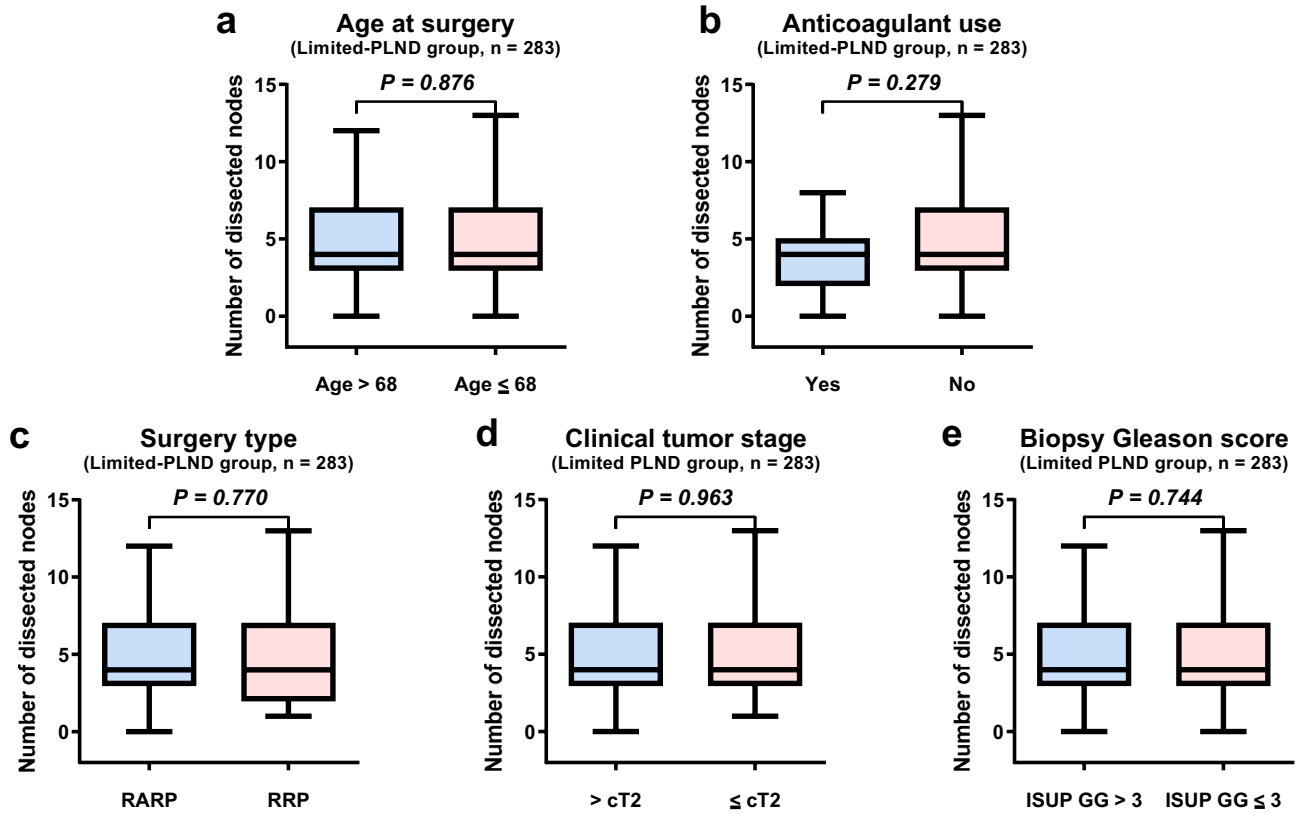 a
Age at surgery
(Limited-PLND group, n = 283)
P = 0.876
Number of dissected nodes
15
10
5
0
Age > 68
Age ≤ 68
b
Anticoagulant use
(Limited-PLND group, n = 283)
P = 0.279
Number of dissected nodes
15
10
5
0
Yes
No
c
Surgery type
(Limited-PLND group, n = 283)
P = 0.770
Number of dissected nodes
15
10
5
0
RARP
RRP
d
Clinical tumor stage
(Limited PLND group, n = 283)
P = 0.963
Number of dissected nodes
15
10
5
0
> cT2
≤ cT2
e
Biopsy Gleason score
(Limited PLND group, n = 283)
P = 0.744
Number of dissected nodes
15
10
5
0
ISUP GG > 3
ISUP GG ≤ 3